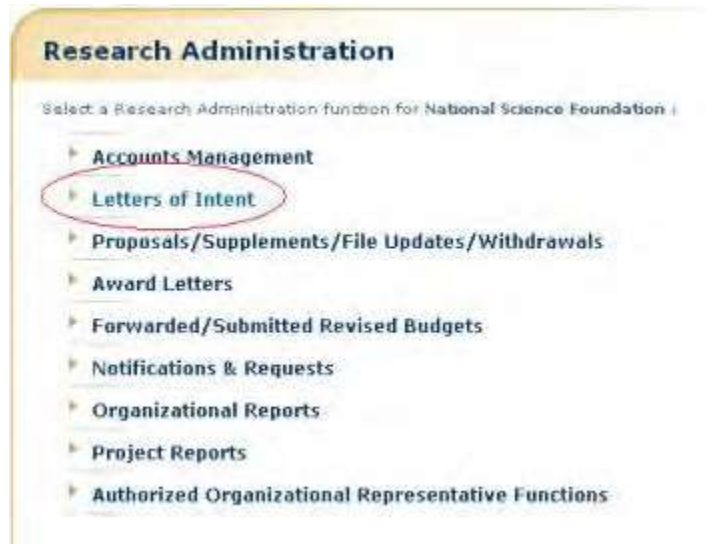 Research Administration
Select a Research Administration function for National Science Foundation :
Accounts Management
Letters of Intent
Proposals/Supplements/File Updates/Withdrawals
Award Letters
Forwarded/Submitted Revised Budgets
Notifications & Requests
Organizational Reports
Project Reports
Authorized Organizational Representative Functions